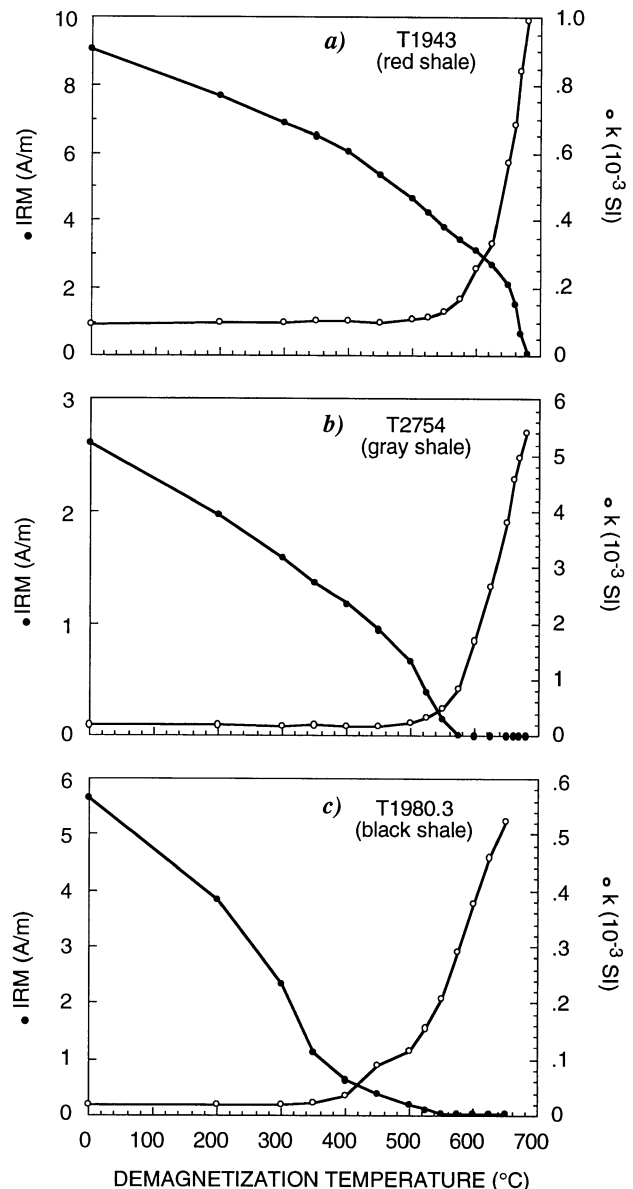 a) T1943
(red shale)
10
8
6
4
2
0
• IRM (A/m)
1.0
.8
.6
.4
.2
0
o k (10⁻³ SI)
b) T2754
(gray shale)
3
2
1
0
• IRM (A/m)
6
5
4
3
2
1
0
o k (10⁻³ SI)
c) T1980.3
(black shale)
6
5
4
3
2
1
0
• IRM (A/m)
.6
.5
.4
.3
.2
.1
0
o k (10⁻³ SI)
0 100 200 300 400 500 600 700
DEMAGNETIZATION TEMPERATURE (°C)